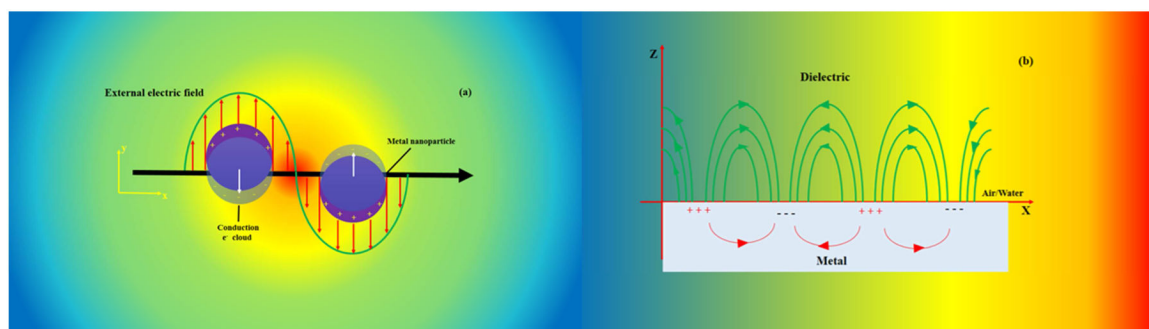 (a)
External electric field
Metal nanoparticle
y
x
+ + + + + + +
+ + + + + + +
Conduction
e- cloud
(b)
Z
Dielectric
Air/Water
X
+ + +
- - -
+ + +
- - -
Metal